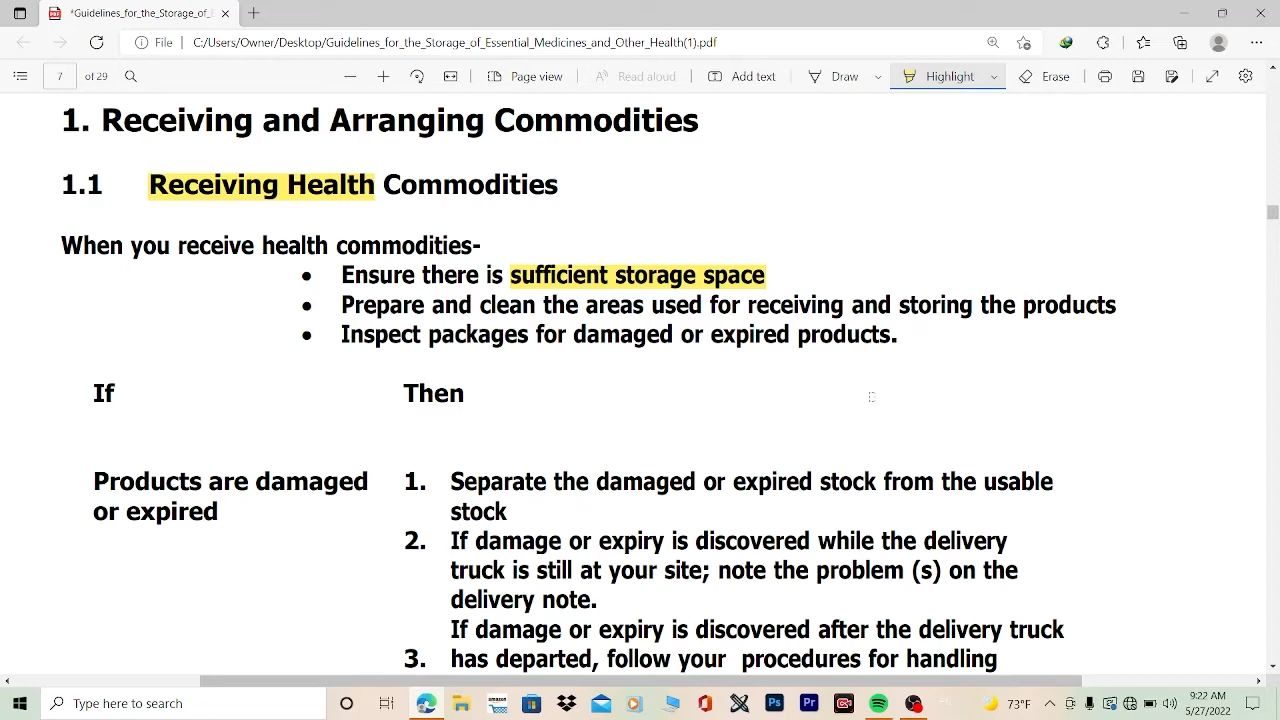 *Guidelines_for_the_Storage_of_
File
C:/Users/Owner/Desktop/Guidelines_for_the_Storage_of_Essential_Medicines_and_Other_Health(1).pdf
7 of 29
Page view
Read aloud
Add text
Draw
Highlight
Erase
1. Receiving and Arranging Commodities
1.1 Receiving Health Commodities
When you receive health commodities-
• Ensure there is sufficient storage space
• Prepare and clean the areas used for receiving and storing the products
• Inspect packages for damaged or expired products.
If Then
Products are damaged 1. Separate the damaged or expired stock from the usable
or expired stock
2. If damage or expiry is discovered while the delivery
truck is still at your site; note the problem (s) on the
delivery note.
If damage or expiry is discovered after the delivery truck
3. has departed, follow your procedures for handling
Type here to search
amazon
Ps
Pr
73°F
5:22 AM
5/27/2022